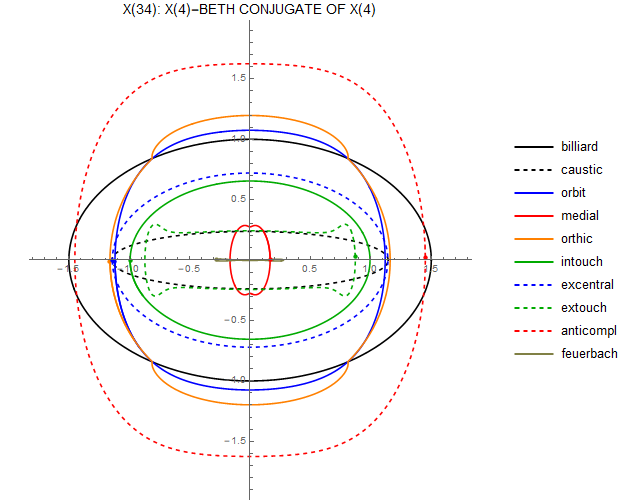 X(34): X(4)−BETH CONJUGATE OF X(4)
1.5
1.0
0.5
−1.5
−1.0
−0.5
0.5
1.0
1.5
−0.5
−1.0
−1.5
billiard
caustic
orbit
medial
orthic
intouch
excentral
extouch
anticompl
feuerbach